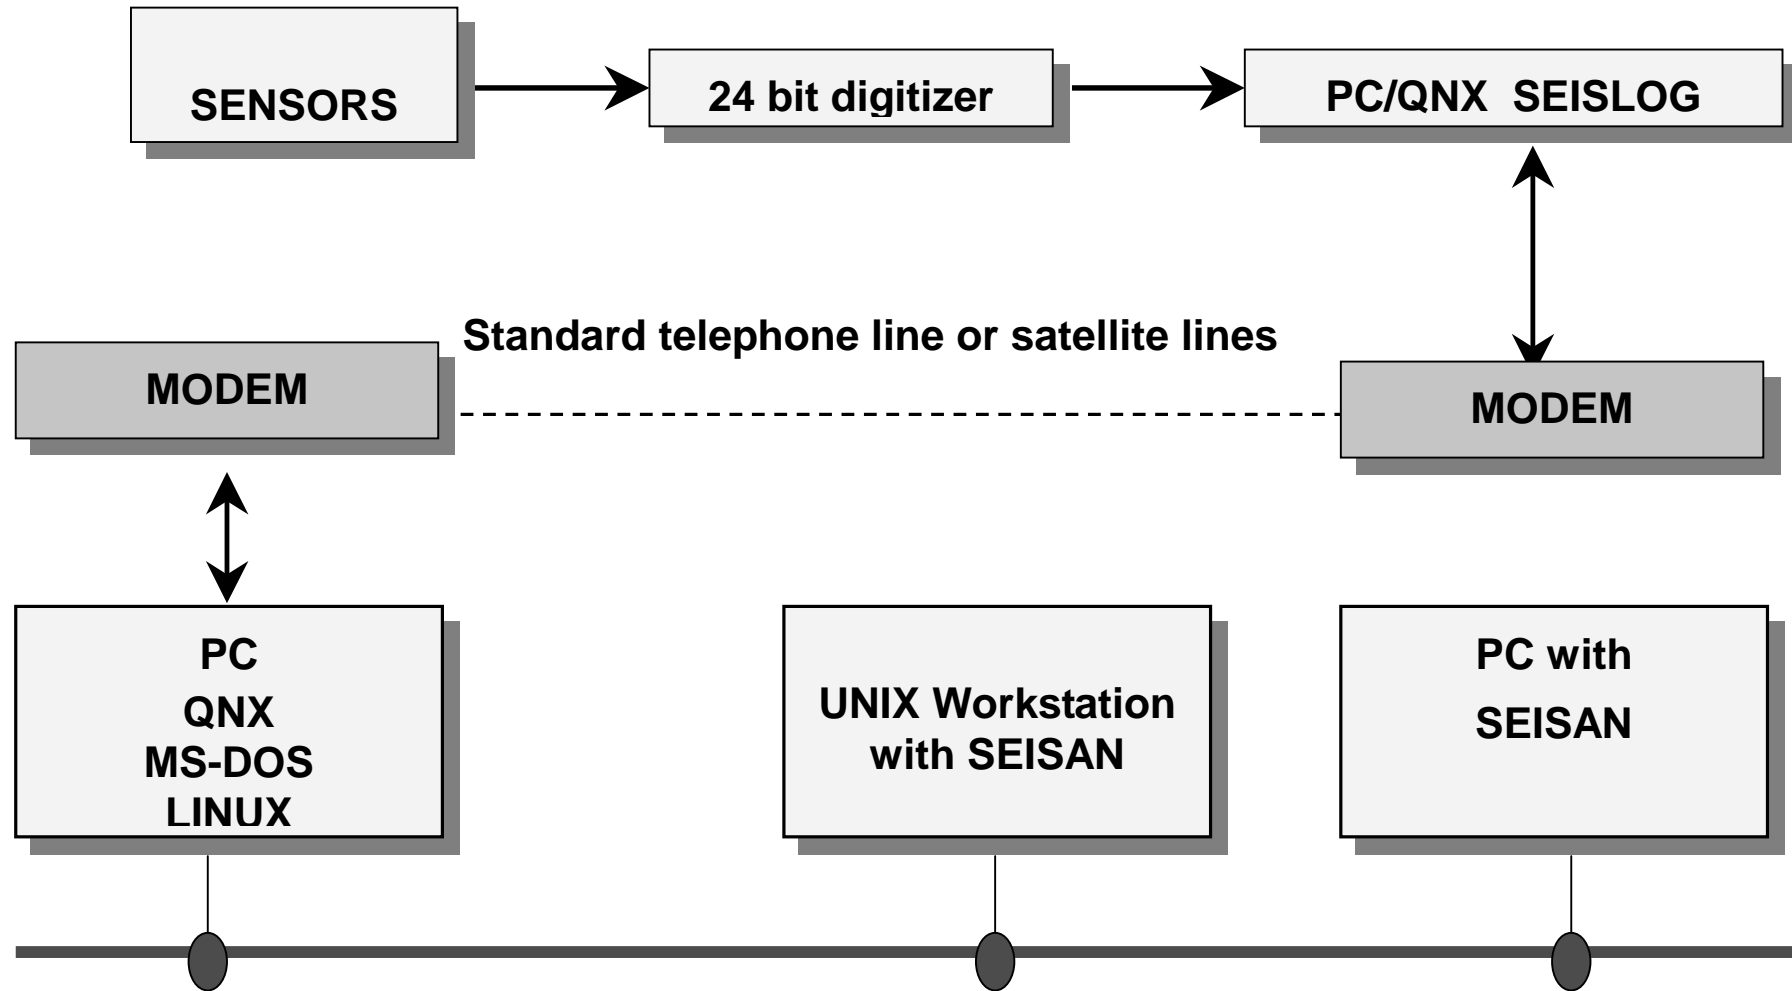 SENSORS
24 bit digitizer
PC/QNX SEISLOG
Standard telephone line or satellite lines
MODEM
MODEM
PC
QNX
MS-DOS
LINUX
UNIX Workstation
with SEISAN
PC with
SEISAN